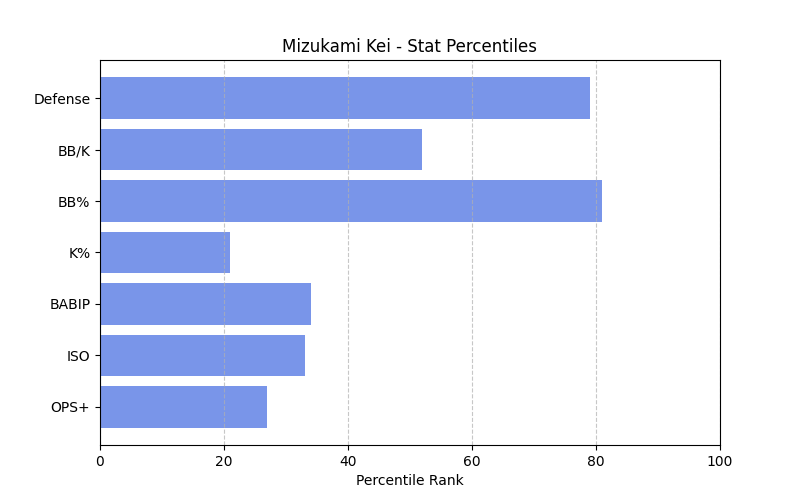 Mizukami Kei - Stat Percentiles
Defense
BB/K
BB%
K%
BABIP
ISO
OPS+
0 20 40 60 80 100
Percentile Rank